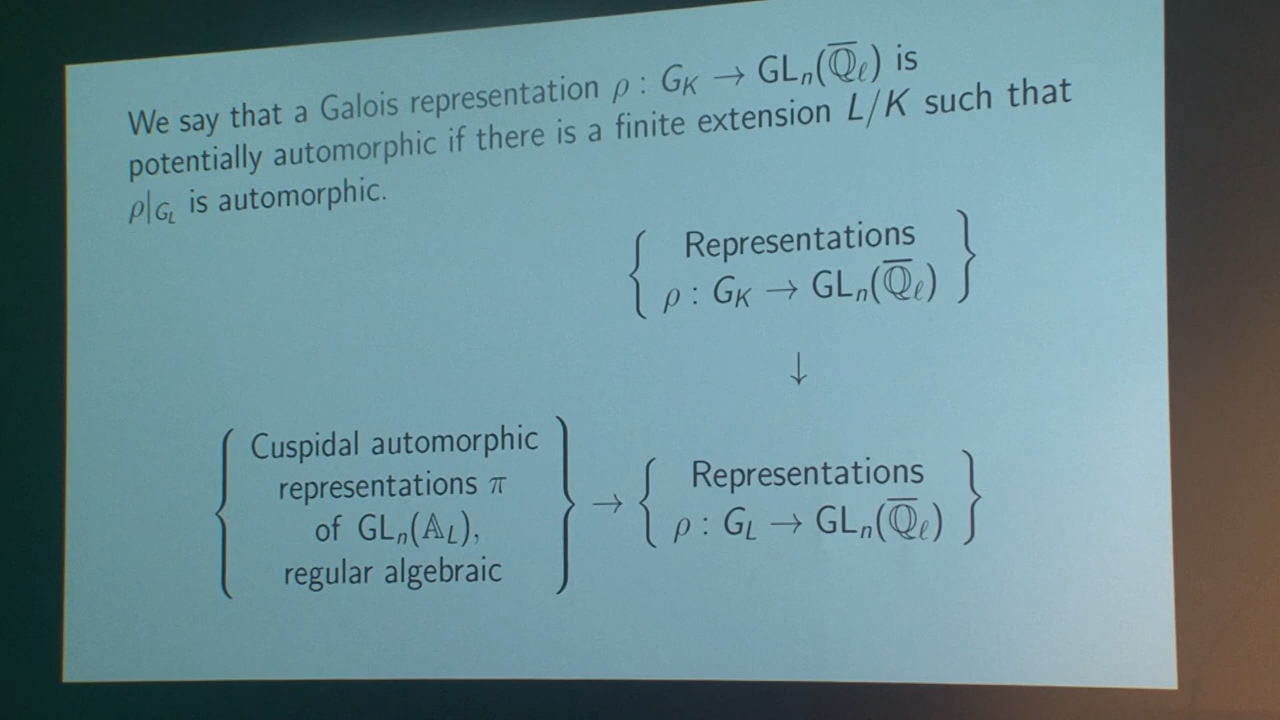 We say that a Galois representation ρ : G_K → GL_n(ℚ̅_ℓ) is
potentially automorphic if there is a finite extension L/K such that
ρ|_{G_L} is automorphic.
{ Representations
ρ : G_K → GL_n(ℚ̅_ℓ) }
↓
{ Cuspidal automorphic
representations π
of GL_n(𝔸_L),
regular algebraic }
→
{ Representations
ρ : G_L → GL_n(ℚ̅_ℓ) }